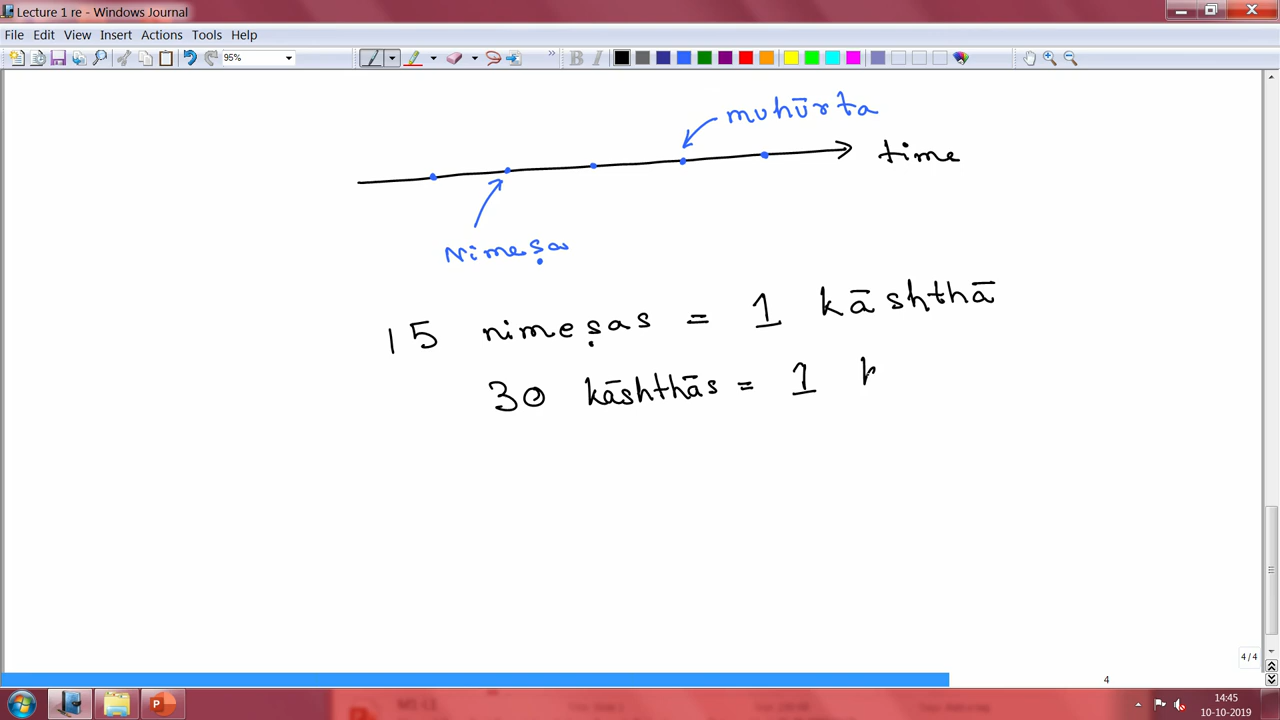 Lecture 1 re - Windows Journal
File Edit View Insert Actions Tools Help
95%
muhūrta
time
Nimeṣa
15 nimeṣas = 1 kāshthā
30 kāshthās = 1
4/4
4
14:45
10-10-2019